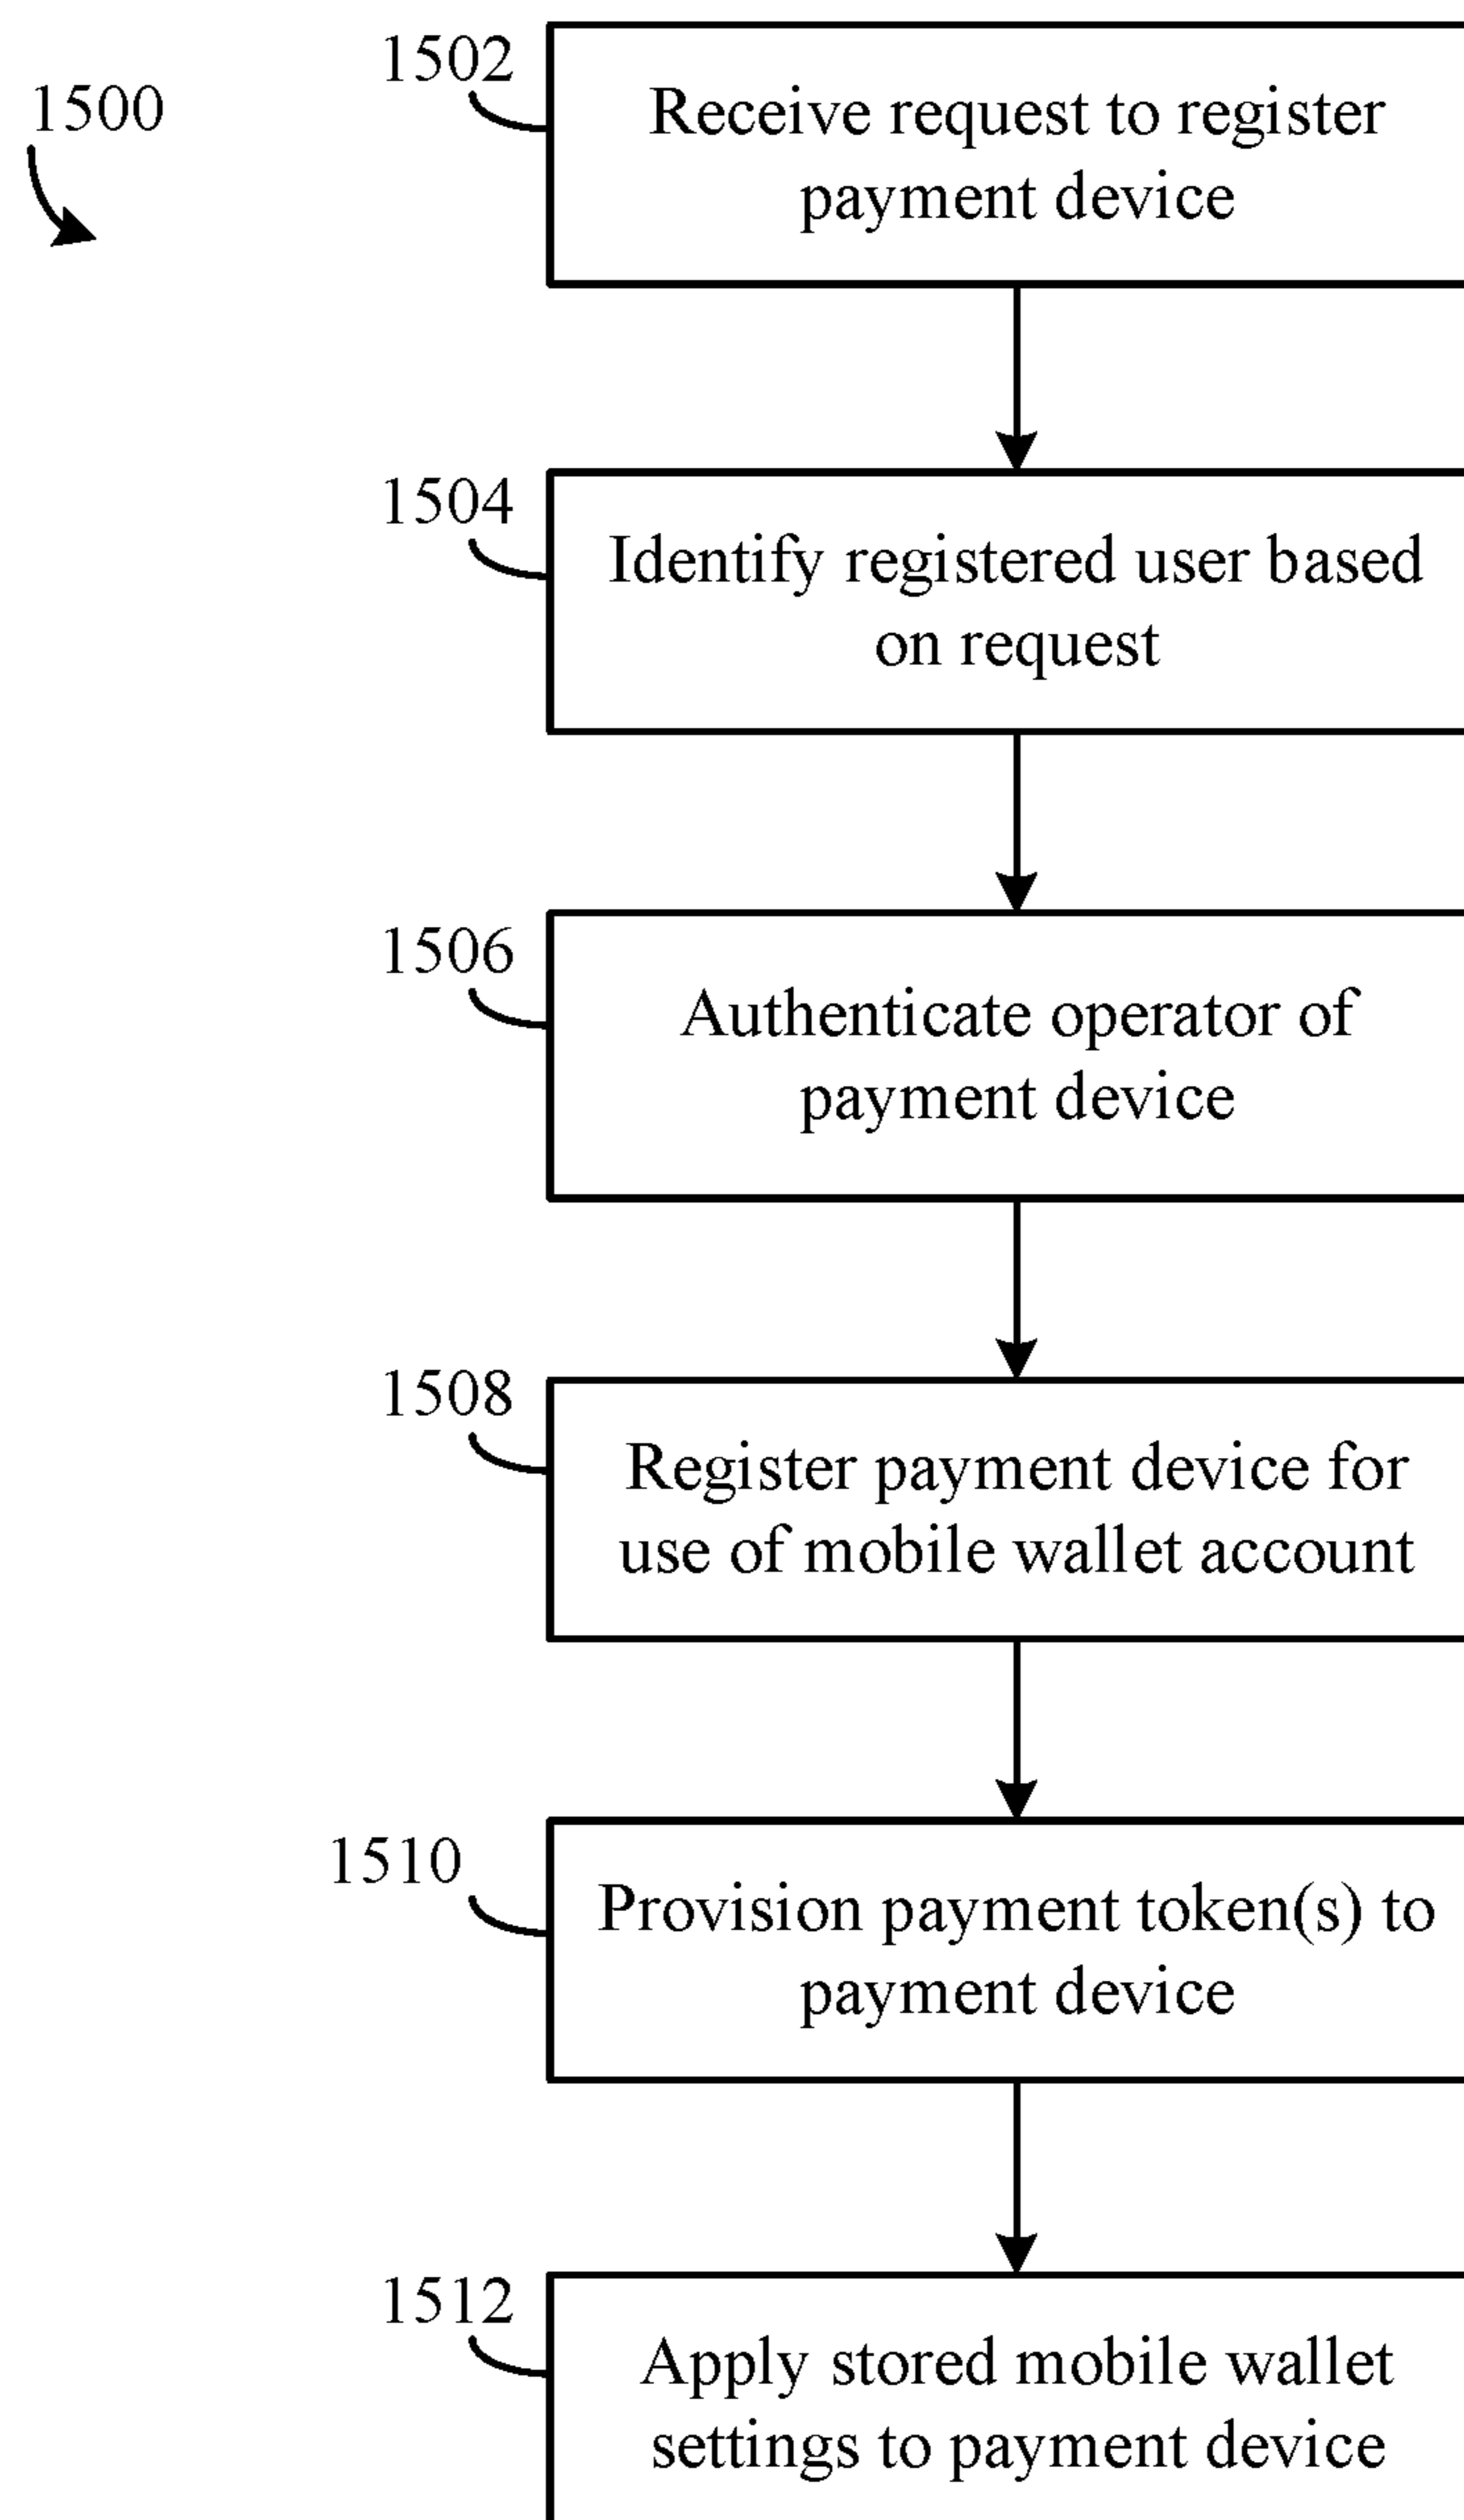 1500
1502
Receive request to register
payment device
1504
Identify registered user based
on request
1506
Authenticate operator of
payment device
1508
Register payment device for
use of mobile wallet account
1510
Provision payment token(s) to
payment device
1512
Apply stored mobile wallet
settings to payment device